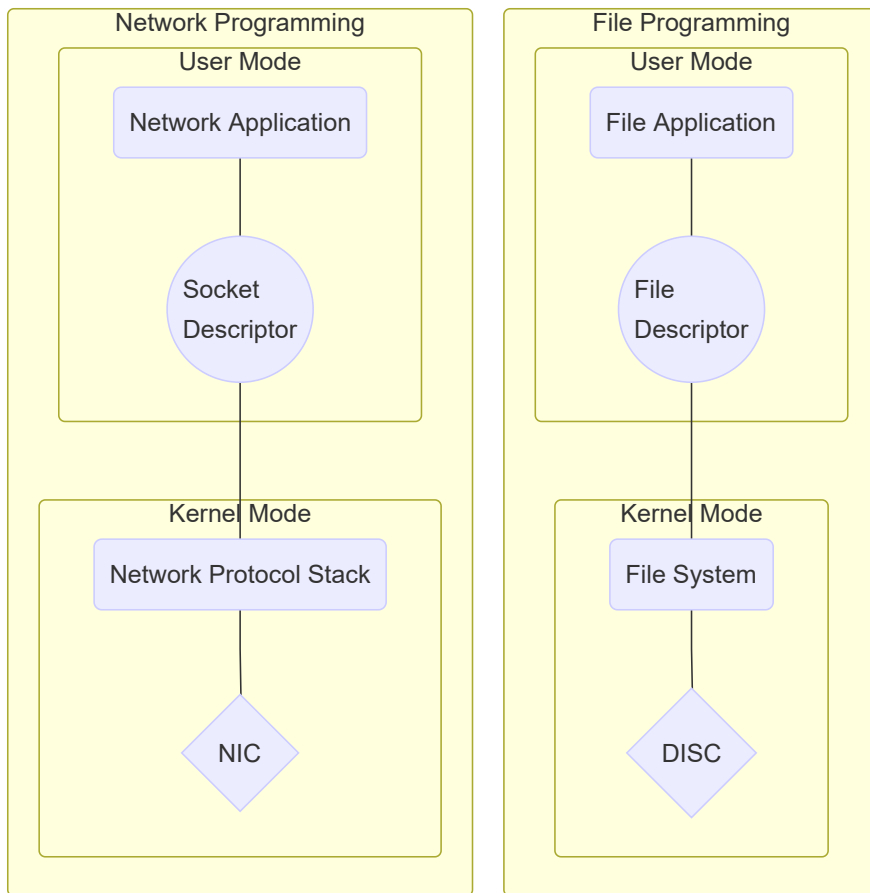 Network Programming
User Mode
Network Application
Socket
Descriptor
Kernel Mode
Network Protocol Stack
NIC
File Programming
User Mode
File Application
File
Descriptor
Kernel Mode
File System
DISC